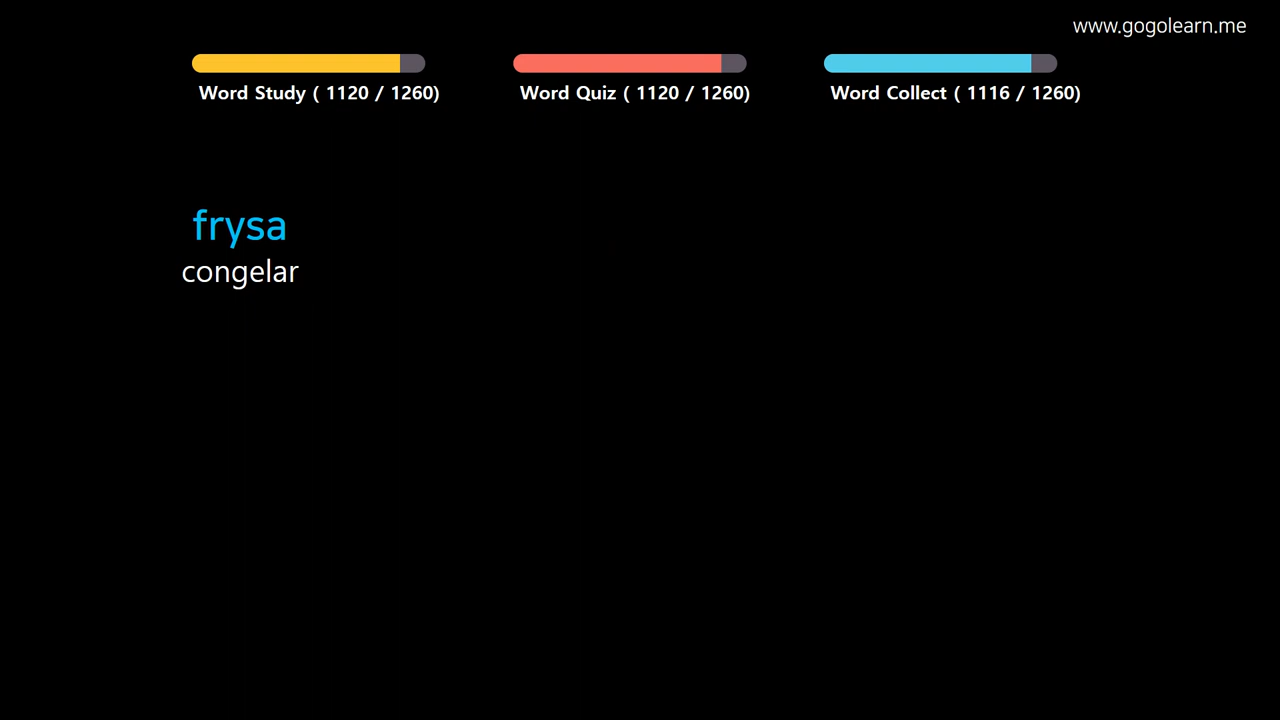 www.gogolearn.me
Word Study ( 1120 / 1260)
Word Quiz ( 1120 / 1260)
Word Collect ( 1116 / 1260)
frysa
congelar